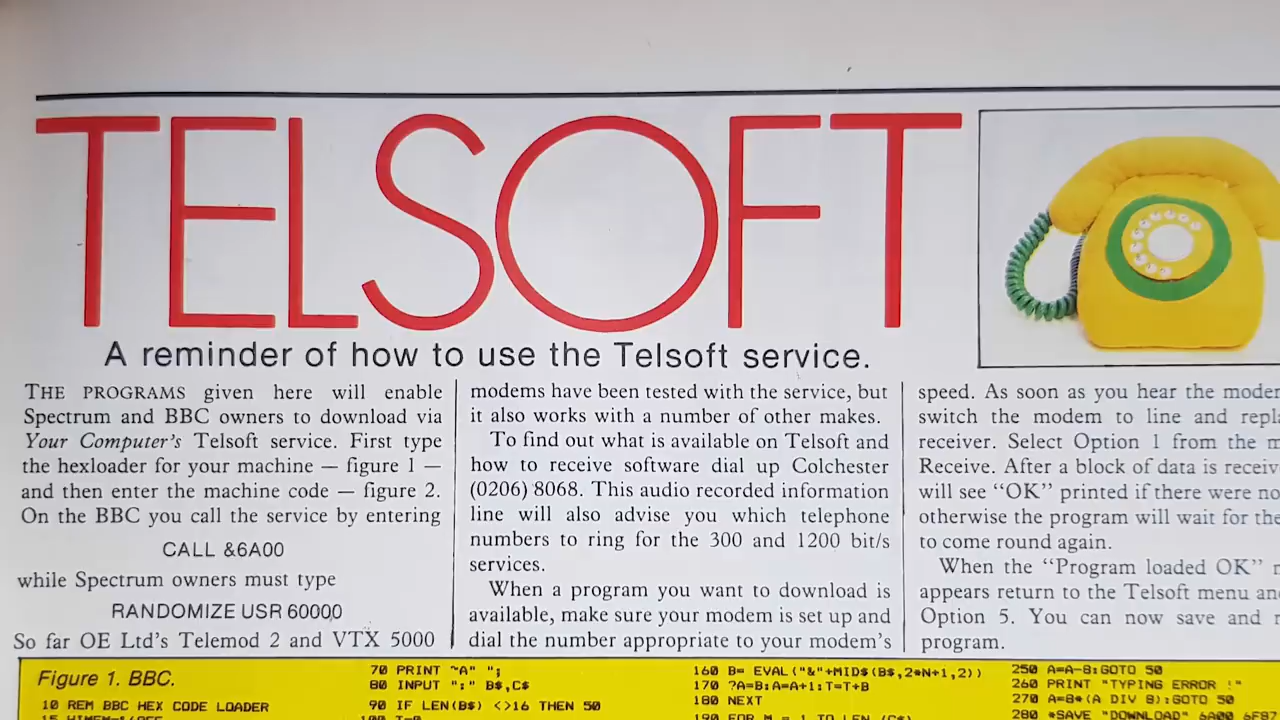 TELSOFT
A reminder of how to use the Telsoft service.
THE PROGRAMS given here will enable
Spectrum and BBC owners to download via
Your Computer's Telsoft service. First type
the hexloader for your machine — figure 1 —
and then enter the machine code — figure 2.
On the BBC you call the service by entering
CALL &6A00
while Spectrum owners must type
RANDOMIZE USR 60000
So far OE Ltd's Telemod 2 and VTX 5000
modems have been tested with the service, but
it also works with a number of other makes.
To find out what is available on Telsoft and
how to receive software dial up Colchester
(0206) 8068. This audio recorded information
line will also advise you which telephone
numbers to ring for the 300 and 1200 bit/s
services.
When a program you want to download is
available, make sure your modem is set up and
dial the number appropriate to your modem's
speed. As soon as you hear the
switch the modem to line and
receiver. Select Option 1 from the
Receive. After a block of data is
will see "OK" printed if there were
otherwise the program will wait for
to come round again.
When the "Program loaded OK"
appears return to the Telsoft menu
Option 5. You can now save and
program.
Figure 1. BBC.
10 REM BBC HEX CODE LOADER
70 PRINT ~A" ";
80 INPUT ":" B$,C$
90 IF LEN(B$) <>16 THEN 50
160 B= EVAL("&"+MID$(B$,2*N+1,2))
170 ?A=B:A=A+1:T=T+B
180 NEXT
190 FOR M = 1 TO LEN (C$)
250 A=A-8:GOTO 50
260 PRINT "TYPING ERROR !"
270 A=8*(A DIV 8):GOTO 50
280 *SAVE "DOWNLOAD" 6A00